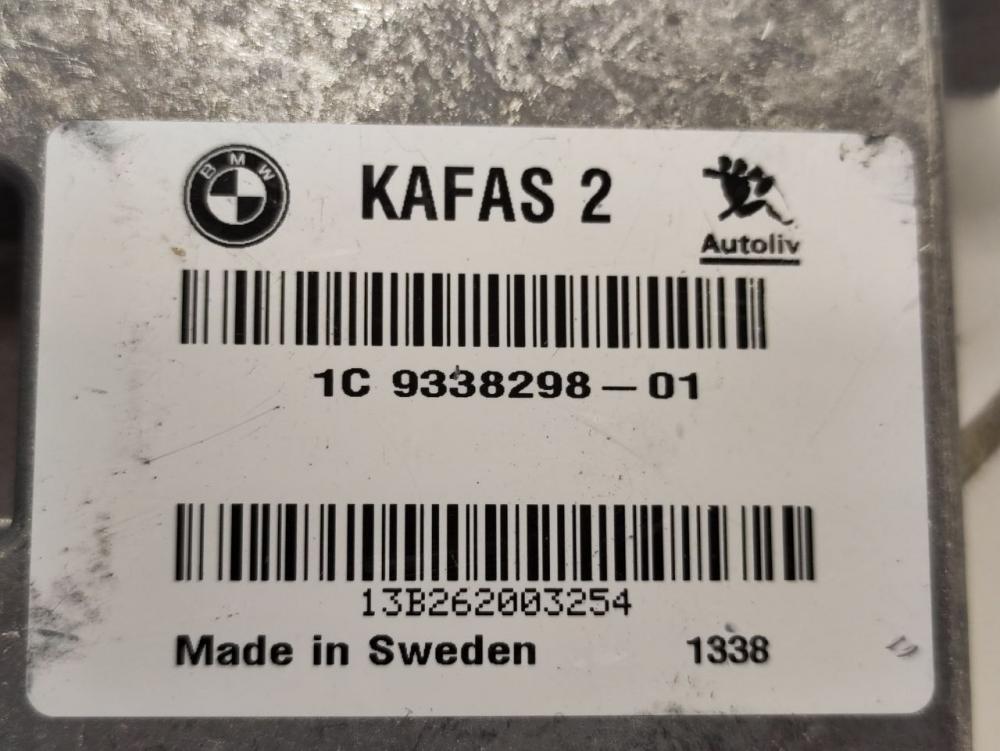 BMW KAFAS 2
Autoliv
1C 9338298-01
13B262003254
Made in Sweden 1338